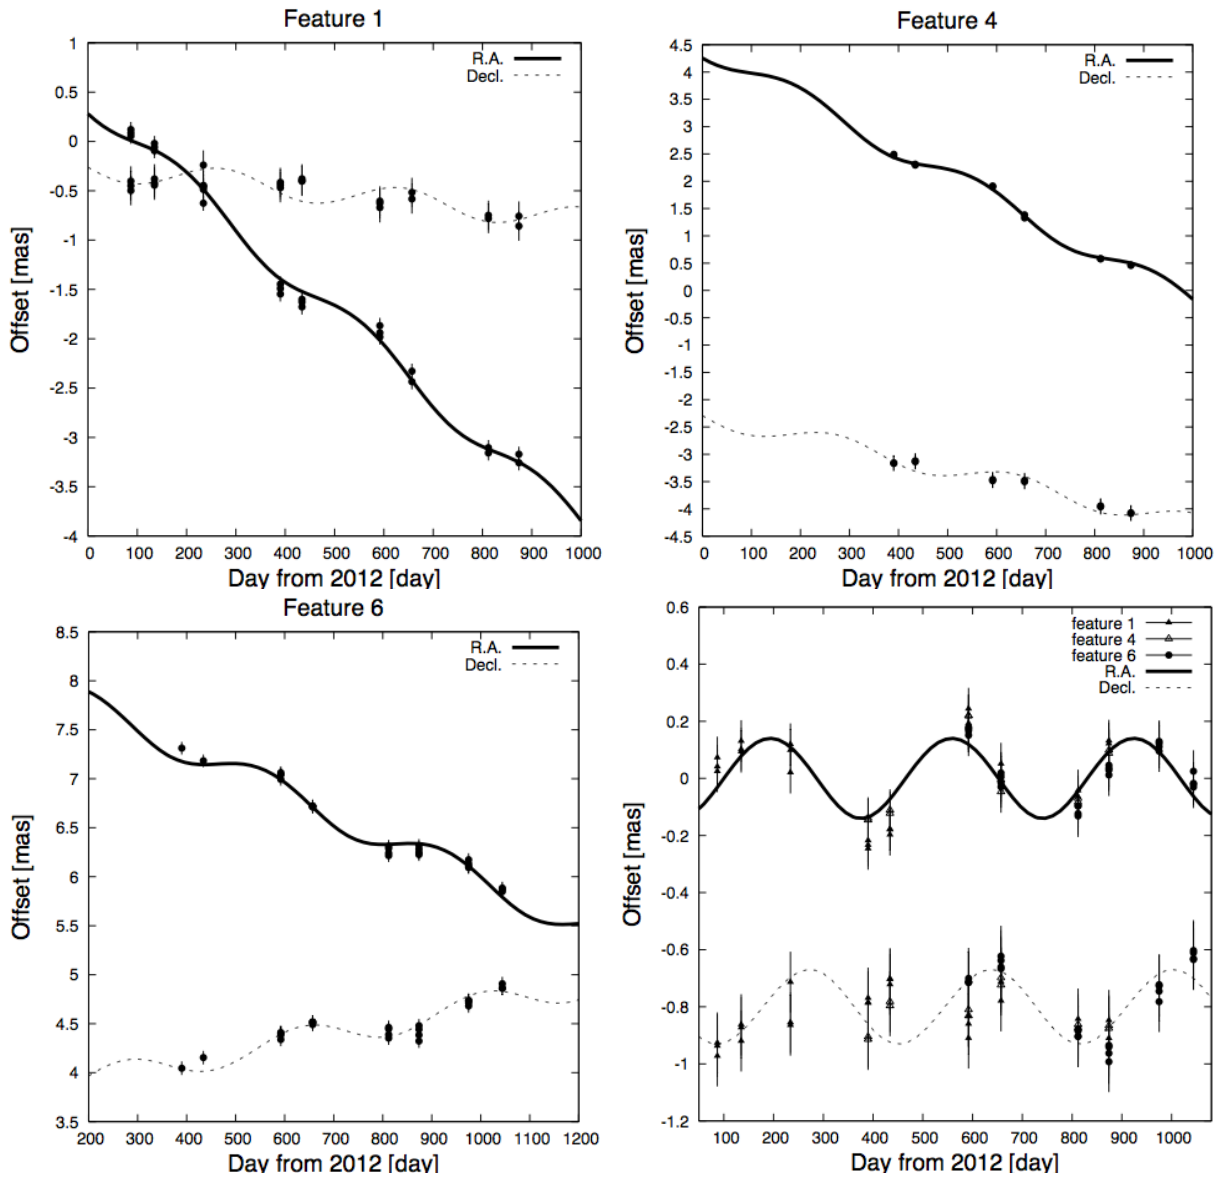 Feature 1
R.A.
Decl.
1
0.5
0
-0.5
-1
-1.5
-2
-2.5
-3
-3.5
-4
Offset [mas]
0 100 200 300 400 500 600 700 800 900 1000
Day from 2012 [day]
Feature 4
R.A.
Decl.
4.5
4
3.5
3
2.5
2
1.5
1
0.5
0
-0.5
-1
-1.5
-2
-2.5
-3
-3.5
-4
-4.5
Offset [mas]
0 100 200 300 400 500 600 700 800 900 1000
Day from 2012 [day]
Feature 6
R.A.
Decl.
8.5
8
7.5
7
6.5
6
5.5
5
4.5
4
3.5
Offset [mas]
200 300 400 500 600 700 800 900 1000 1100 1200
Day from 2012 [day]
feature 1
feature 4
feature 6
R.A.
Decl.
0.6
0.4
0.2
0
-0.2
-0.4
-0.6
-0.8
-1
-1.2
Offset [mas]
100 200 300 400 500 600 700 800 900 1000
Day from 2012 [day]